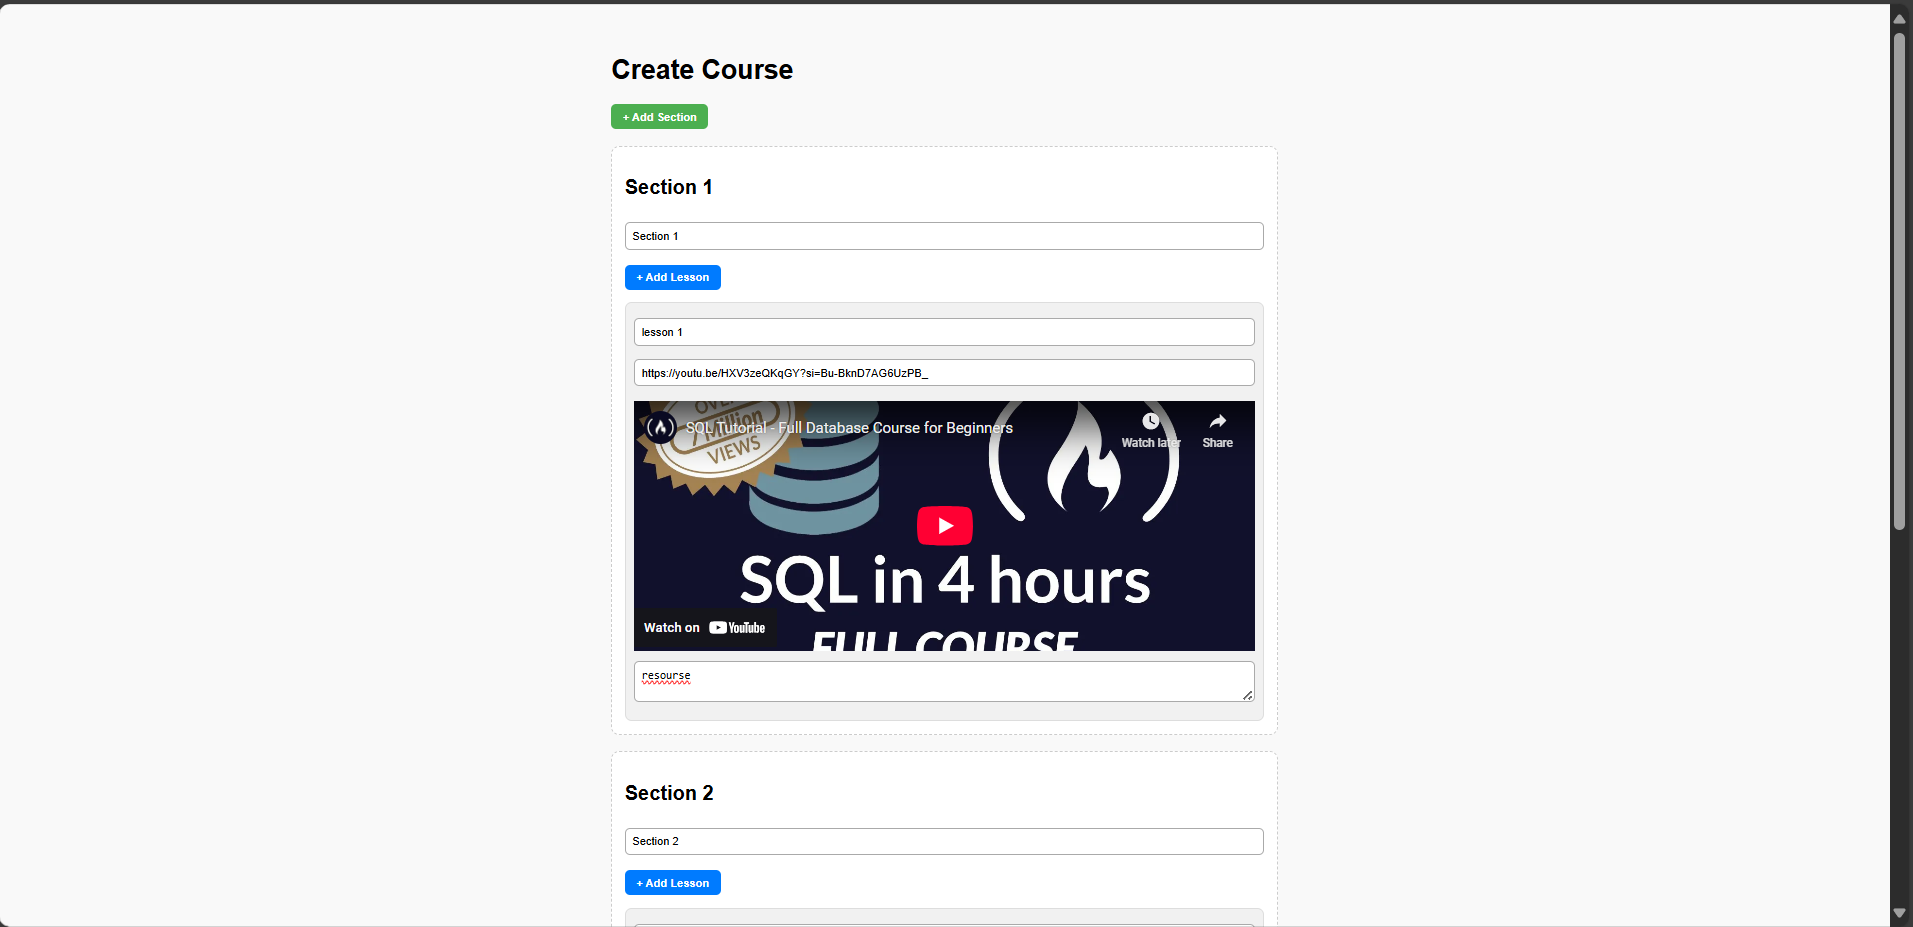 Create Course
+ Add Section
Section 1
Section 1
+ Add Lesson
lesson 1
https://youtu.be/HXV3zeQKqGY?si=Bu-BknD7AG6UzPB_
OVER
7 Million
VIEWS
SQL Tutorial - Full Database Course for Beginners
Watch later
Share
SQL in 4 hours
FULL COURSE
Watch on YouTube
resourse
Section 2
Section 2
+ Add Lesson